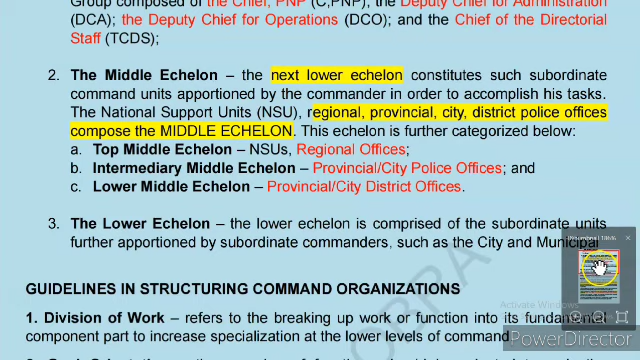 Group composed of the Chief, PNP (C,PNP); the Deputy Chief for Administration
(DCA); the Deputy Chief for Operations (DCO); and the Chief of the Directorial
Staff (TCDS);
2. The Middle Echelon – the next lower echelon constitutes such subordinate
command units apportioned by the commander in order to accomplish his tasks.
The National Support Units (NSU), regional, provincial, city, district police offices
compose the MIDDLE ECHELON. This echelon is further categorized below:
a. Top Middle Echelon – NSUs, Regional Offices;
b. Intermediary Middle Echelon – Provincial/City Police Offices; and
c. Lower Middle Echelon – Provincial/City District Offices.
3. The Lower Echelon – the lower echelon is comprised of the subordinate units
further apportioned by subordinate commanders, such as the City and Municipal
GUIDELINES IN STRUCTURING COMMAND ORGANIZATIONS
Activate Windows
1. Division of Work – refers to the breaking up work or function into its fundamental
component part to increase specialization at the lower levels of command
PowerDirector